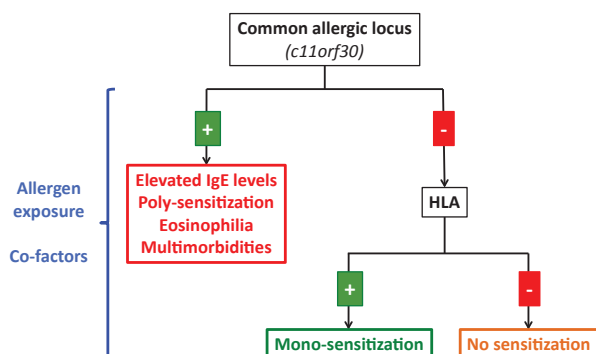 Common allergic locus
(c11orf30)
+
-
Elevated IgE levels
Poly-sensitization
Eosinophilia
Multimorbidities
Allergen
exposure
Co-factors
HLA
+
-
Mono-sensitization
No sensitization